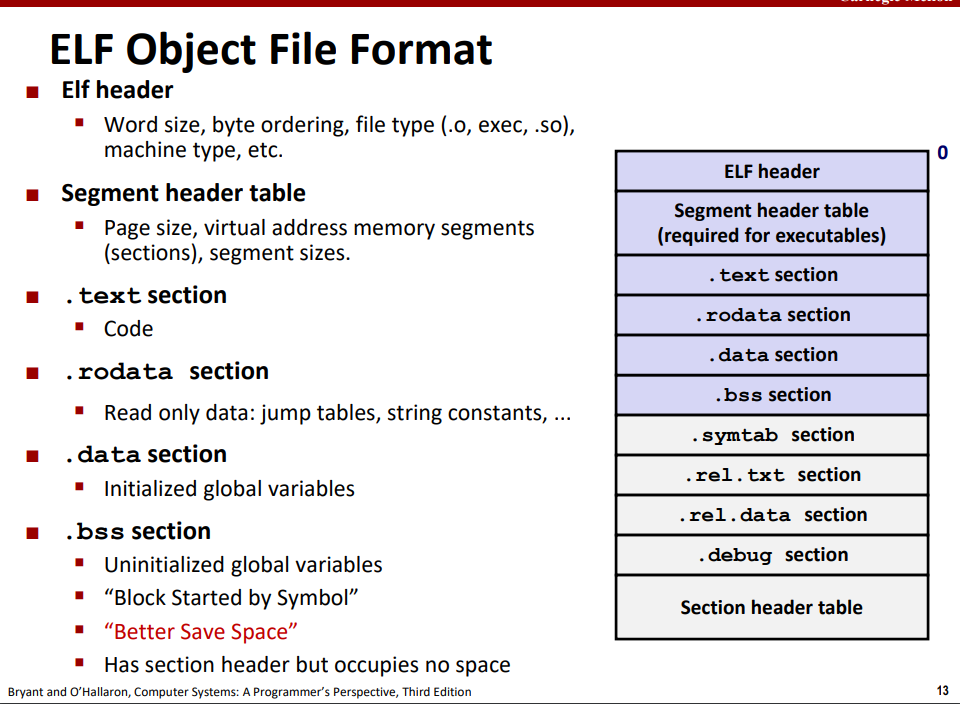 ELF Object File Format
■ Elf header
▪ Word size, byte ordering, file type (.o, exec, .so),
machine type, etc.
■ Segment header table
▪ Page size, virtual address memory segments
(sections), segment sizes.
■ .text section
▪ Code
■ .rodata section
▪ Read only data: jump tables, string constants, ...
■ .data section
▪ Initialized global variables
■ .bss section
▪ Uninitialized global variables
▪ “Block Started by Symbol”
▪ “Better Save Space”
▪ Has section header but occupies no space
0
ELF header
Segment header table
(required for executables)
.text section
.rodata section
.data section
.bss section
.symtab section
.rel.txt section
.rel.data section
.debug section
Section header table
Bryant and O’Hallaron, Computer Systems: A Programmer’s Perspective, Third Edition
13